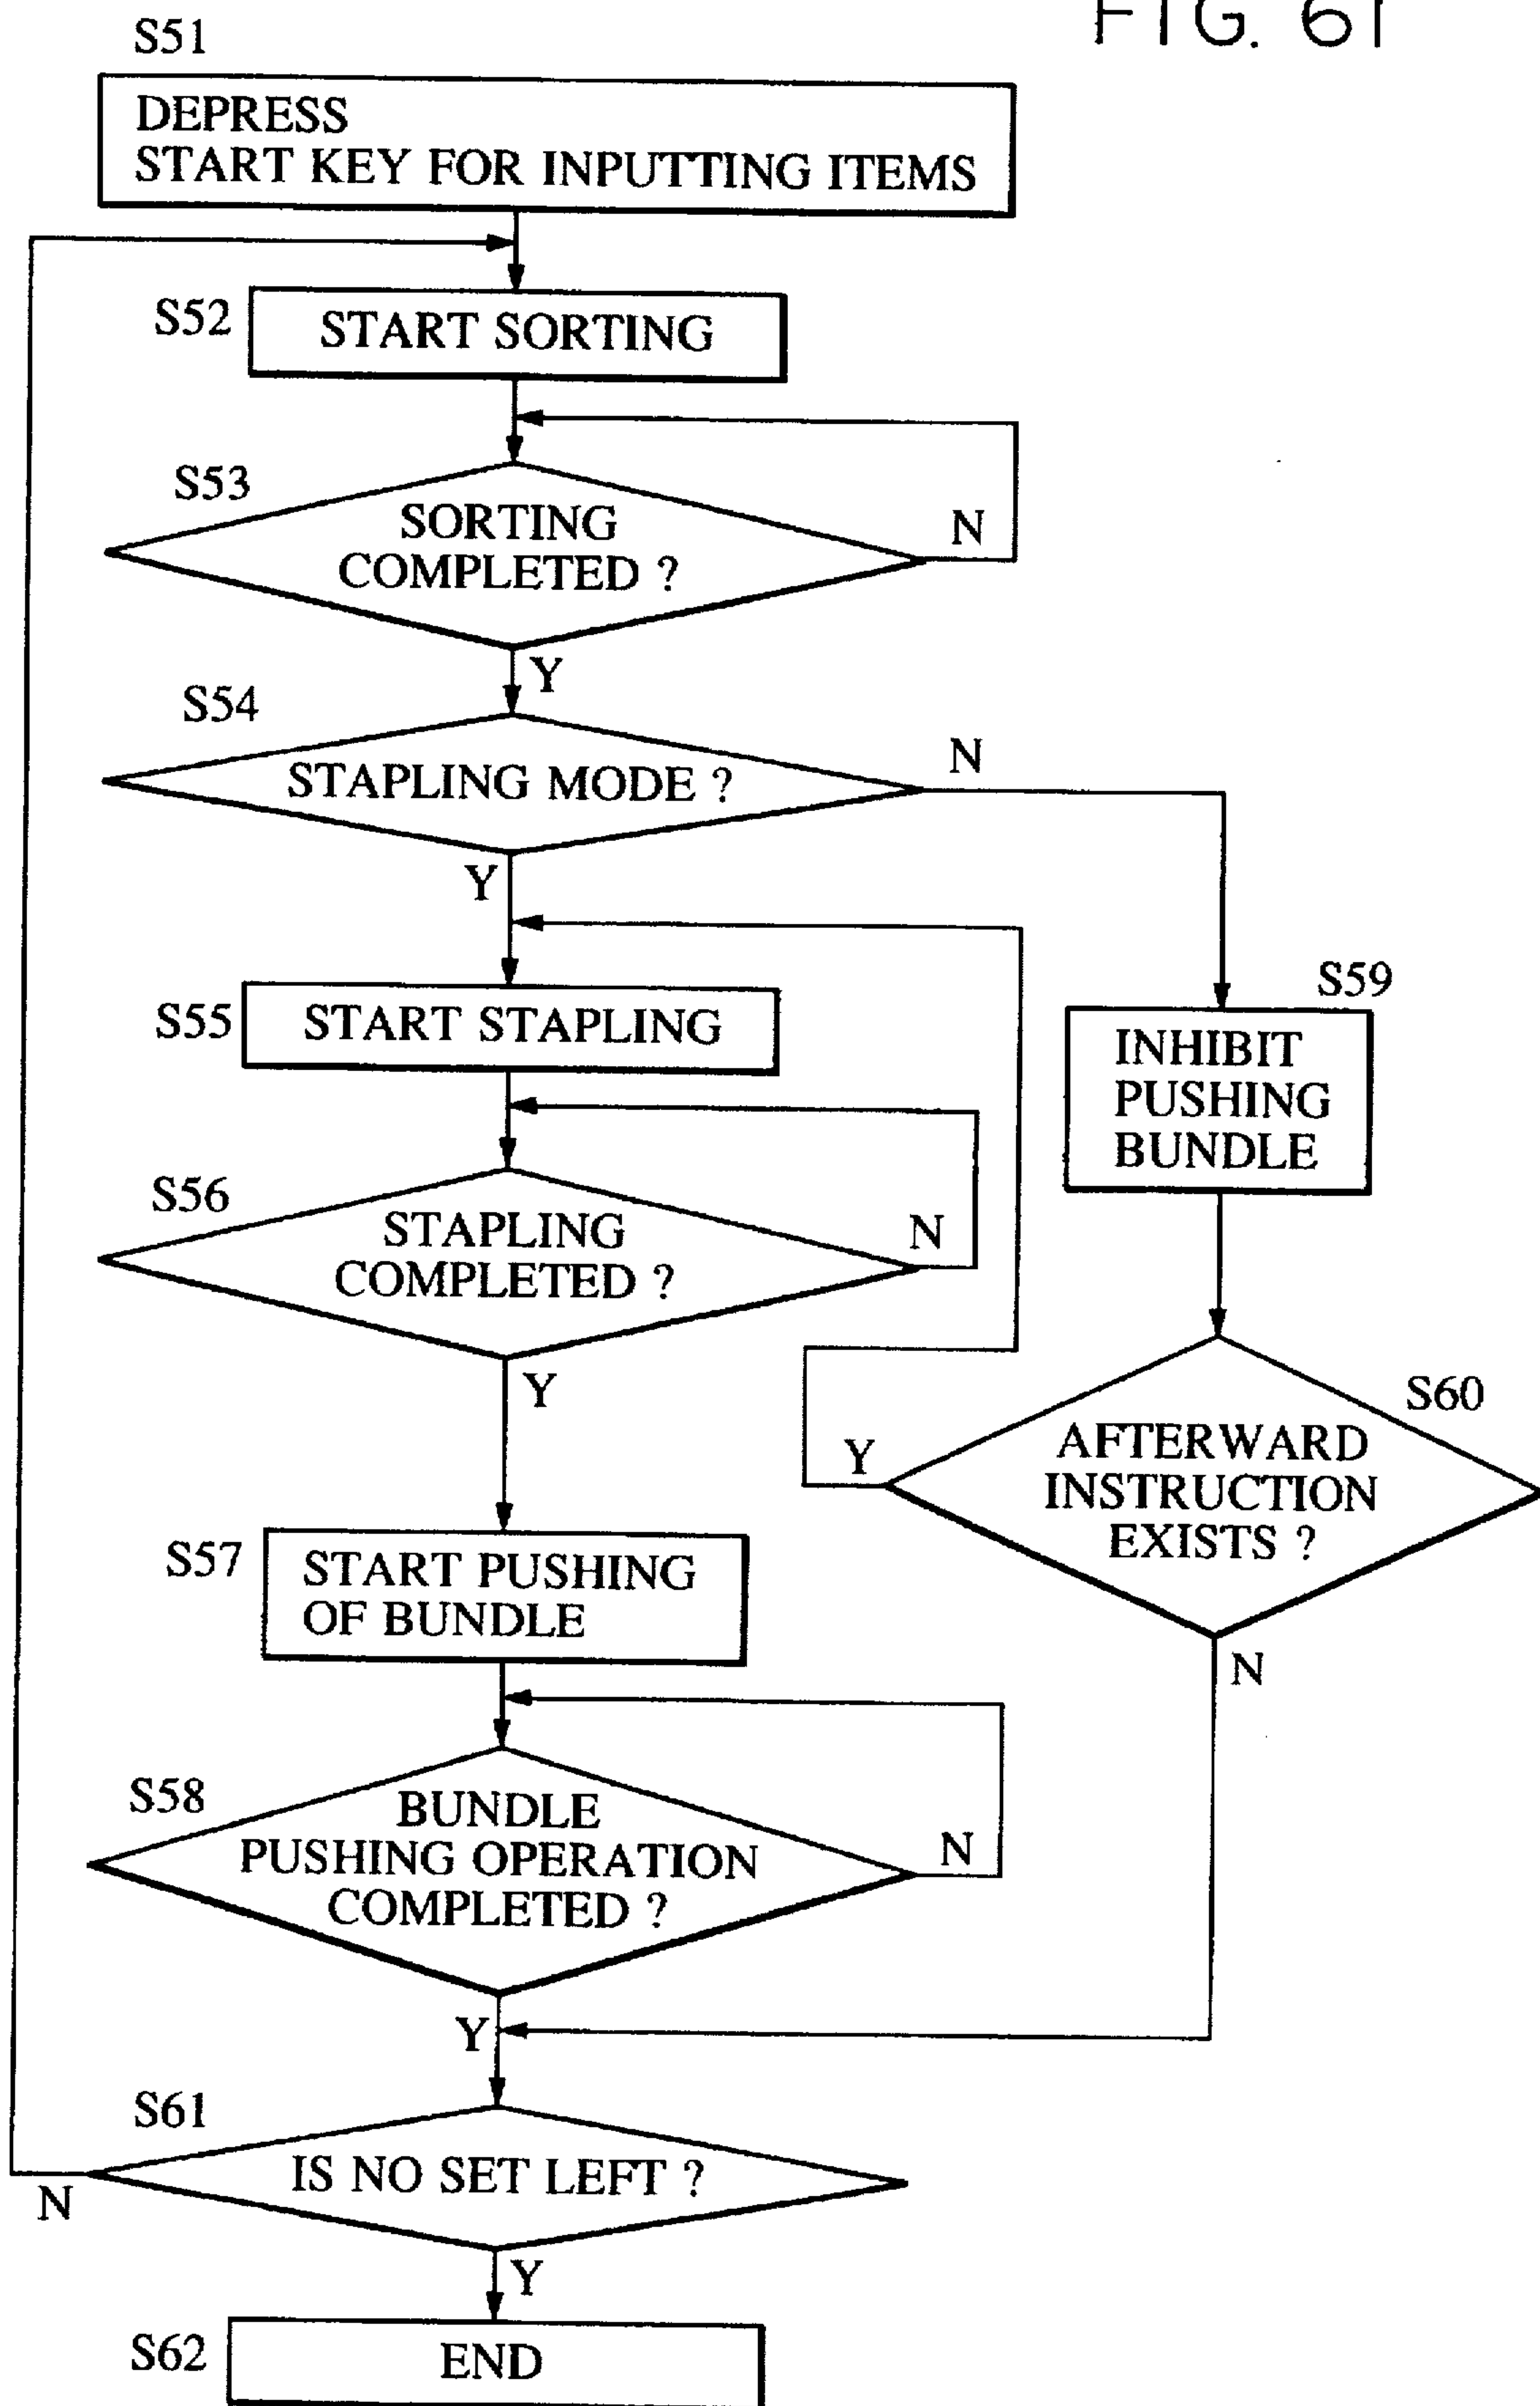 FIG. 61
S51
DEPRESS
START KEY FOR INPUTTING ITEMS
S52
START SORTING
S53
SORTING
COMPLETED ?
N
Y
S54
STAPLING MODE ?
N
Y
S55
START STAPLING
S59
INHIBIT
PUSHING
BUNDLE
S56
STAPLING
COMPLETED ?
N
Y
S60
AFTERWARD
INSTRUCTION
EXISTS ?
Y
N
S57
START PUSHING
OF BUNDLE
S58
BUNDLE
PUSHING OPERATION
COMPLETED ?
N
Y
S61
IS NO SET LEFT ?
N
Y
S62
END